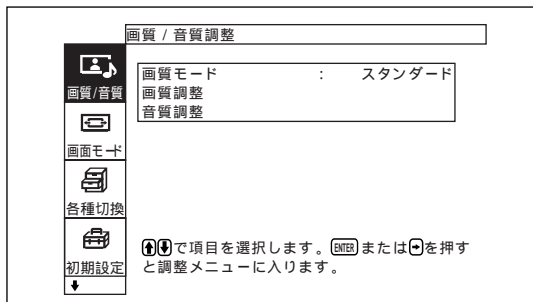 画質 / 音質調整
画質/音質
画質モード : スタンダード
画質調整
音質調整
画面モード
各種切換
初期設定
で項目を選択します。ENTERまたは を押す
と調整メニューに入ります。